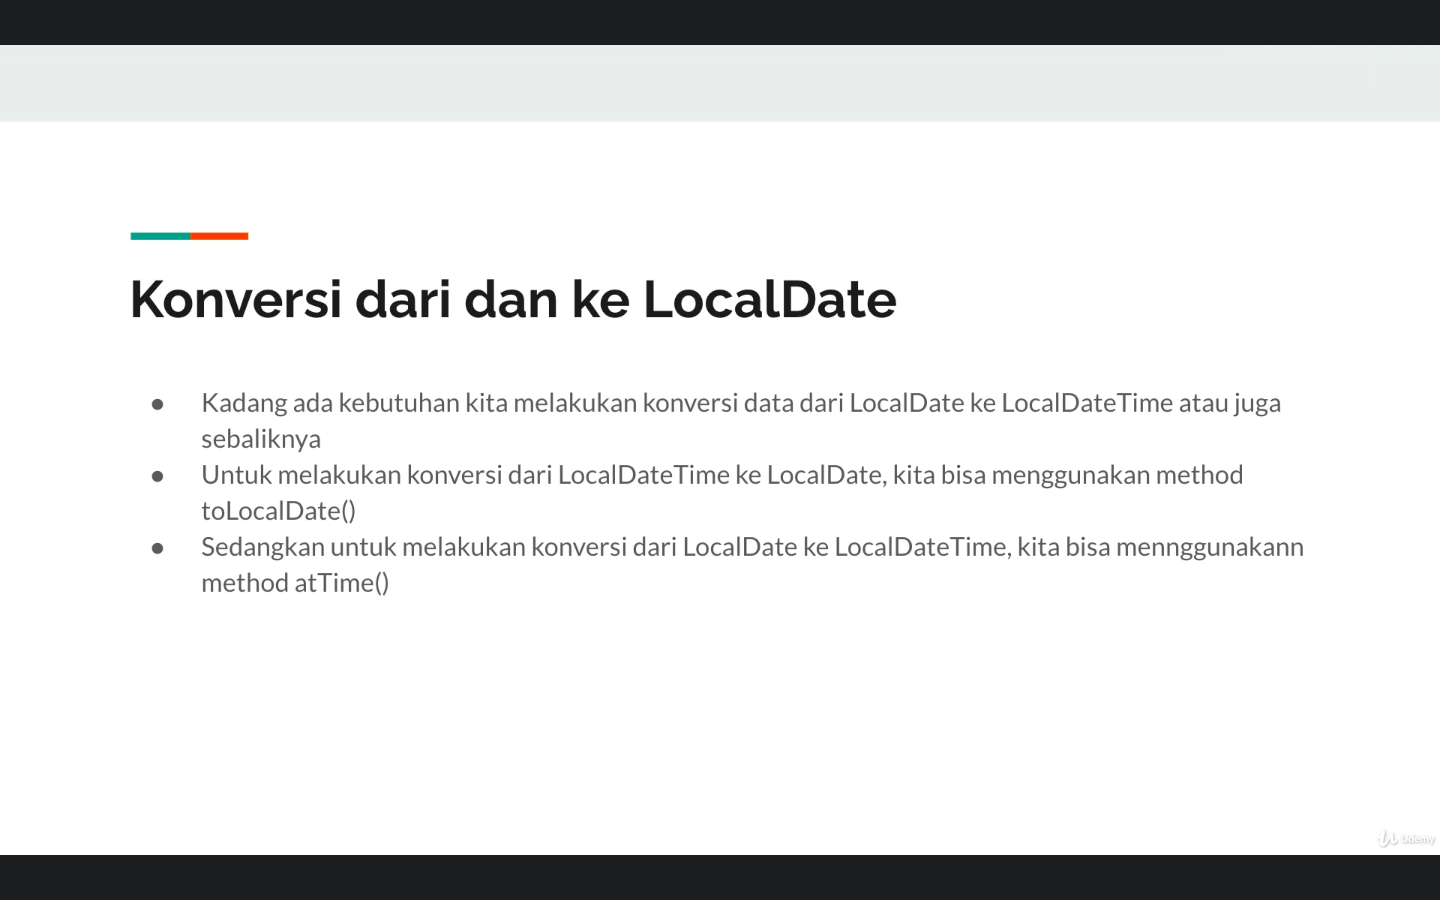 Konversi dari dan ke LocalDate
● Kadang ada kebutuhan kita melakukan konversi data dari LocalDate ke LocalDateTime atau juga
sebaliknya
● Untuk melakukan konversi dari LocalDateTime ke LocalDate, kita bisa menggunakan method
toLocalDate()
● Sedangkan untuk melakukan konversi dari LocalDate ke LocalDateTime, kita bisa mennggunakann
method atTime()
Udemy